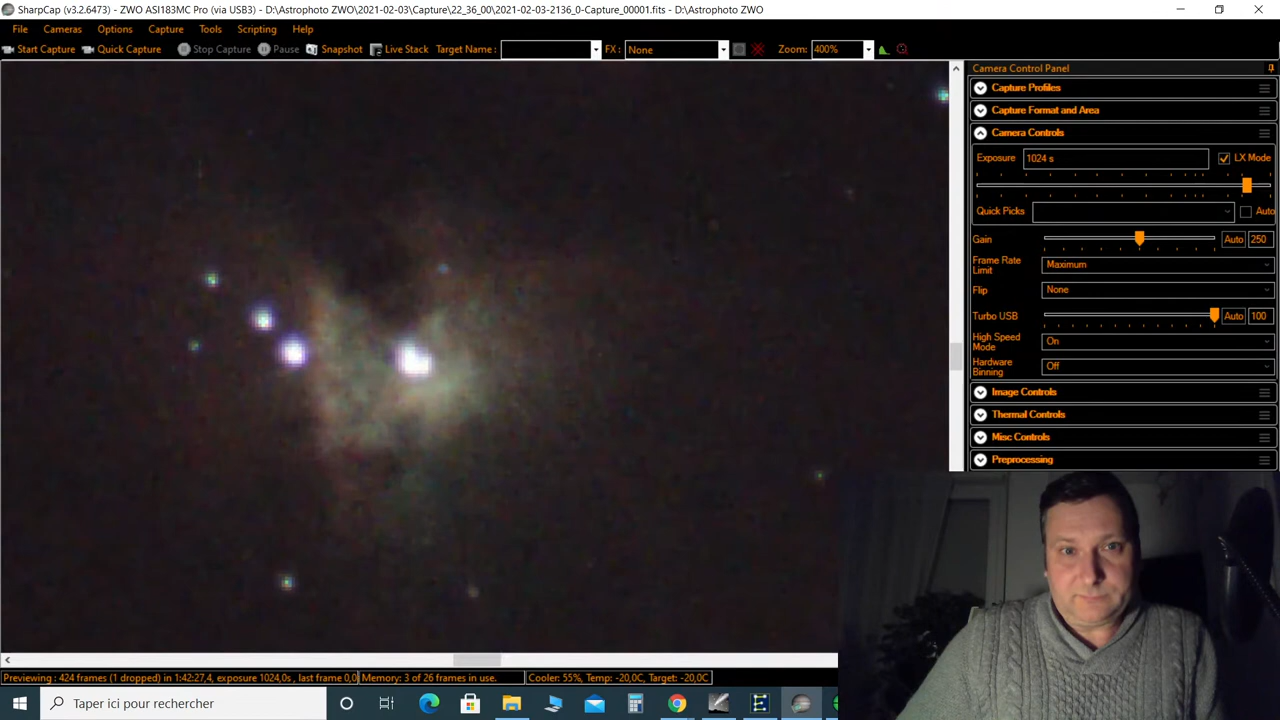 SharpCap (v3.2.6473) - ZWO ASI183MC Pro (via USB3) - D:\Astrophoto ZWO\2021-02-03\Capture\22_36_00\2021-02-03-2136_0-Capture_00001.fits - D:\Astrophoto ZWO
File Cameras Options Capture Tools Scripting Help
Start Capture Quick Capture Stop Capture Pause Snapshot Live Stack Target Name : FX : None Zoom: 400%
Camera Control Panel
Capture Profiles
Capture Format and Area
Camera Controls
Exposure 1024 s LX Mode
Quick Picks Auto
Gain Auto 250
Frame Rate Limit Maximum
Flip None
Turbo USB Auto 100
High Speed Mode On
Hardware Binning Off
Image Controls
Thermal Controls
Misc Controls
Preprocessing
Previewing : 424 frames (1 dropped) in 1:42:27,4, exposure 1024,0s , last frame 0,0 Memory: 3 of 26 frames in use. Cooler: 55%, Temp: -20,0C, Target: -20,0C
Taper ici pour rechercher